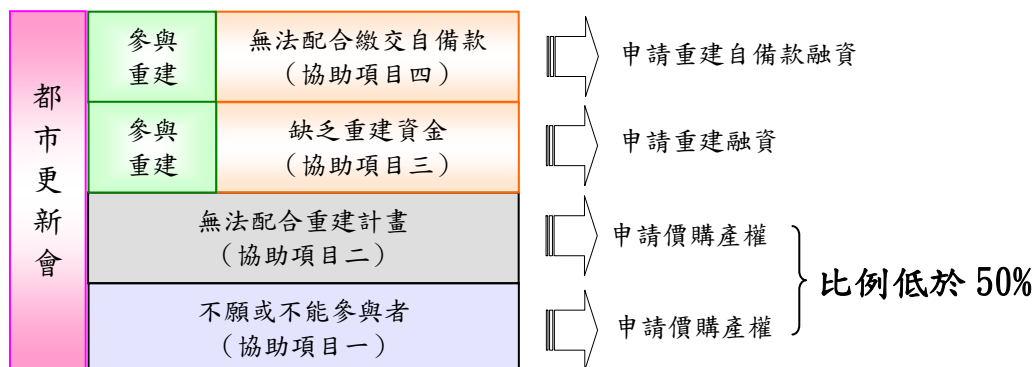 都市更新會
參與
重建
無法配合繳交自備款
（協助項目四）
申請重建自備款融資
參與
重建
缺乏重建資金
（協助項目三）
申請重建融資
無法配合重建計畫
（協助項目二）
申請價購產權
不願或不能參與者
（協助項目一）
申請價購產權
比例低於 50%